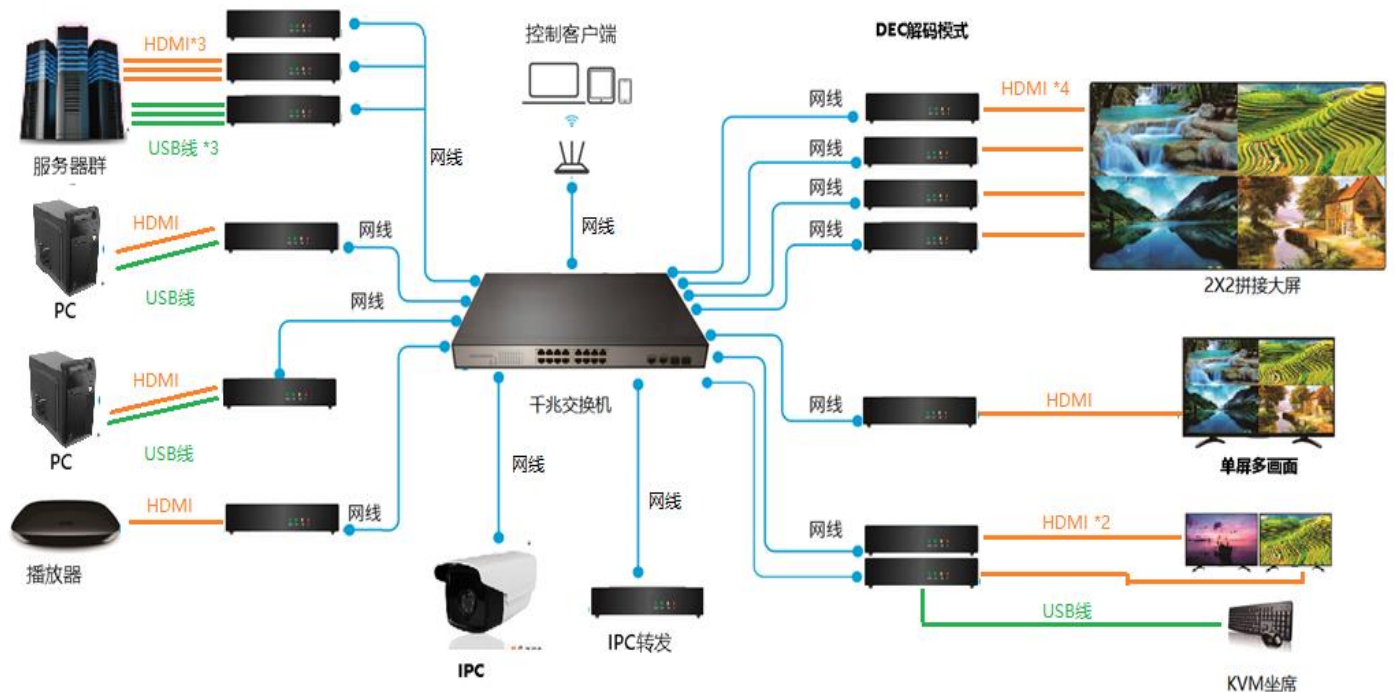 HDMI*3
USB线 *3
服务器群
网线
控制客户端
网线
DEC解码模式
网线
网线
网线
网线
HDMI *4
2X2拼接大屏
HDMI
USB线
PC
网线
网线
HDMI
USB线
PC
HDMI
播放器
网线
千兆交换机
网线
IPC
网线
IPC转发
网线
HDMI
单屏多画面
网线
HDMI *2
USB线
KVM坐席